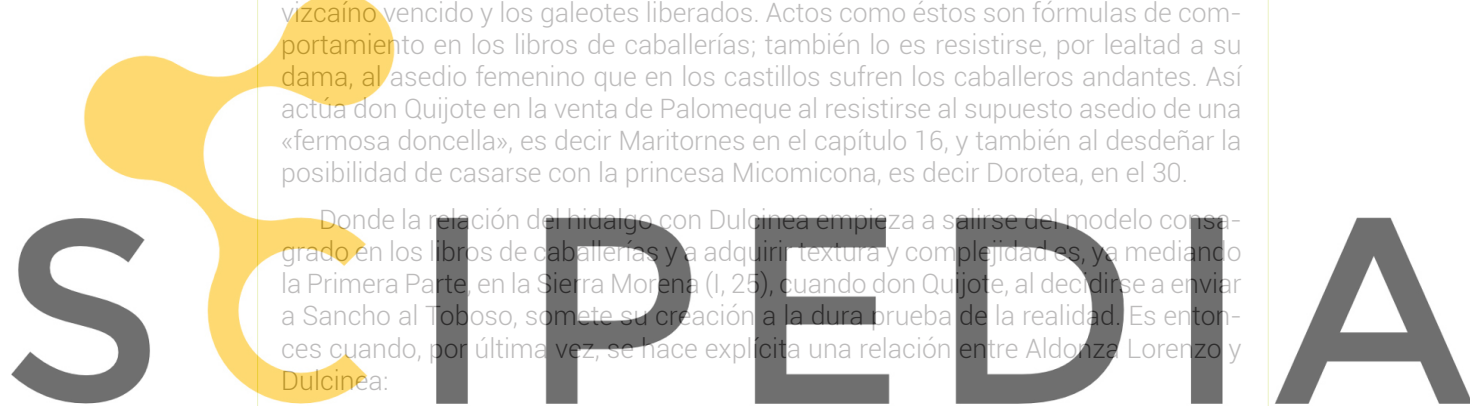 vizcaíno vencido y los galeotes liberados. Actos como éstos son fórmulas de com-
portamiento en los libros de caballerías; también lo es resistirse, por lealtad a su
dama, al asedio femenino que en los castillos sufren los caballeros andantes. Así
actúa don Quijote en la venta de Palomeque al resistirse al supuesto asedio de una
«fermosa doncella», es decir Maritornes en el capítulo 16, y también al desdeñar la
posibilidad de casarse con la princesa Micomicona, es decir Dorotea, en el 30.
Donde la relación del hidalgo con Dulcinea empieza a salirse del modelo consa-
grado en los libros de caballerías y a adquirir textura y complejidades, ya mediando
la Primera Parte, en la Sierra Morena (I, 25), cuando don Quijote, al decidirse a enviar
a Sancho al Toboso, somete su creación a la dura prueba de la realidad. Es enton-
ces cuando, por última vez, se hace explícita una relación entre Aldonza Lorenzo y
Dulcinea:
SCIPEDIA